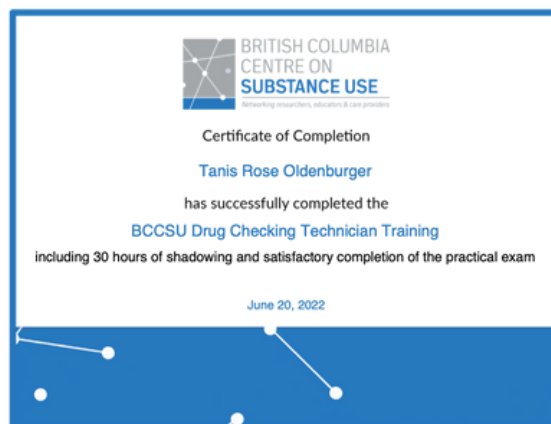 BRITISH COLUMBIA
CENTRE ON
SUBSTANCE USE
Networking researchers, educators & care providers
Certificate of Completion
Tanis Rose Oldenburger
has successfully completed the
BCCSU Drug Checking Technician Training
including 30 hours of shadowing and satisfactory completion of the practical exam
June 20, 2022